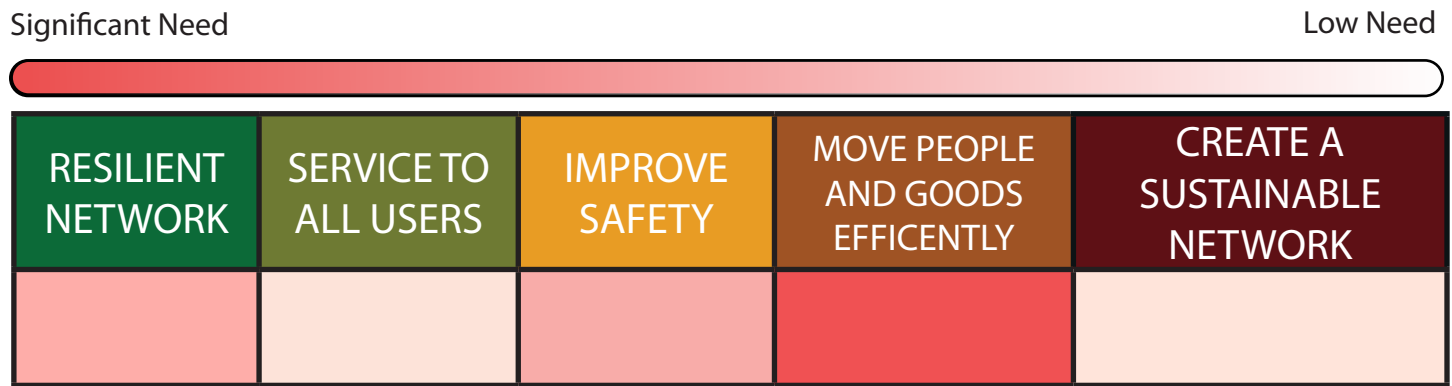 Significant Need
Low Need
RESILIENT
NETWORK
SERVICE TO
ALL USERS
IMPROVE
SAFETY
MOVE PEOPLE
AND GOODS
EFFICENTLY
CREATE A
SUSTAINABLE
NETWORK